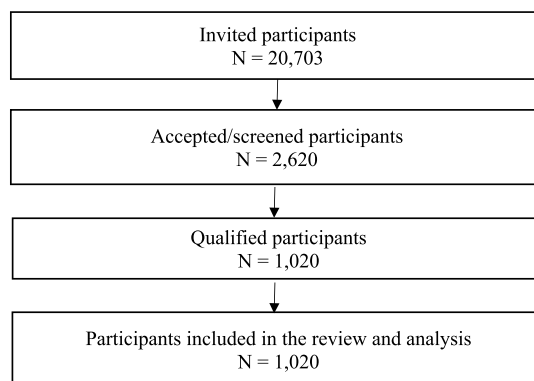 Invited participants
N = 20,703
Accepted/screened participants
N = 2,620
Qualified participants
N = 1,020
Participants included in the review and analysis
N = 1,020